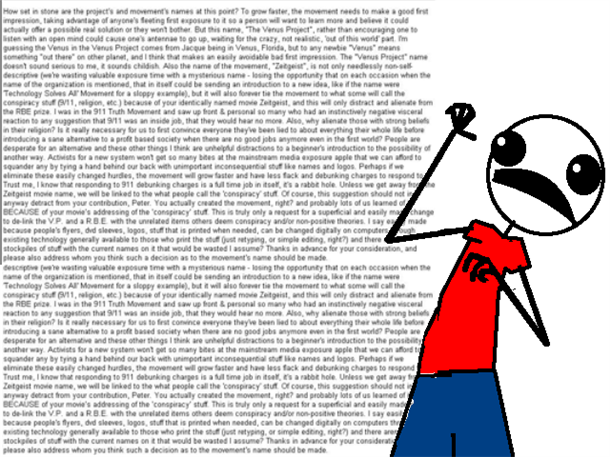 How set in stone are the project's and movement's names at this point? To grow faster, the movement needs to make a good first
impression, taking advantage of anyone's fleeting first exposure to it so a person will want to learn more and believe it could
actually offer a possible real solution or they won't bother. But this name, "The Venus Project", rather than encouraging one to
listen with an open mind could cause one's antennae to go up, waiting for the crazy, not realistic, 'out of this world' part. I'm
guessing the Venus in the Venus Project comes from Jacque being in Venus, Florida, but to any newbie "Venus" means
something "out there" on other planet, and I think that makes an easily avoidable bad first impression. The "Venus Project" name
doesn't sound serious to me, it sounds childish. Also the name of the movement, "Zeitgeist", is not only needlessly non-self-
descriptive (we're wasting valuable exposure time with a mysterious name - losing the opportunity that on each occasion when the
name of the organization is mentioned, that in itself could be sending an introduction to a new idea, like if the name were
'Technology Solves All' Movement for a sloppy example), but it will also forever tie the movement to what some will call the
conspiracy stuff (9/11, religion, etc.) because of your identically named movie Zeitgeist, and this will only distract and alienate from
the RBE prize. I was in the 911 Truth Movement and saw up front & personal so many who had an instinctively negative visceral
reaction to any suggestion that 9/11 was an inside job, that they would hear no more. Also, why alienate those with strong beliefs
in their religion? Is it really necessary for us to first convince everyone they've been lied to about everything their whole life before
introducing a sane alternative to a profit based society when there are no good jobs anymore even in the first world? People are
desperate for an alternative and these other things I think are unhelpful distractions to a beginner's introduction to the possibility of
another way. Activists for a new system won't get so many bites at the mainstream media exposure apple that we can afford to
squander any by tying a hand behind our back with unimportant inconsequential stuff like names and logos. Perhaps if we
eliminate these easily changed hurdles, the movement will grow faster and have less flack and debunking charges to respond to.
Trust me, I know that responding to 911 debunking charges is a full time job in itself, it's a rabbit hole. Unless we get away from the
Zeitgeist movie name, we will be linked to the what people call the 'conspiracy' stuff. Of course, this suggestion should not in
anyway detract from your contribution, Peter. You actually created the movement, right? and probably lots of us learned of
BECAUSE of your movie's addressing of the 'conspiracy' stuff. This is truly only a request for a superficial and easily made change
to de-link the V.P. and a R.B.E. with the unrelated items others deem conspiracy and/or non-positive theories. I say easily made
because people's flyers, dvd sleeves, logos, stuff that is printed when needed, can be changed digitally on computers through
existing technology generally available to those who print the stuff (just retyping, or simple editing, right?) and there
stockpiles of stuff with the current names on it that would be wasted I assume? Thanks in advance for your consideration, and
please also address whom you think such a decision as to the movement's name should be made.
descriptive (we're wasting valuable exposure time with a mysterious name - losing the opportunity that on each occasion when the
name of the organization is mentioned, that in itself could be sending an introduction to a new idea, like if the name were
'Technology Solves All' Movement for a sloppy example), but it will also forever tie the movement to what some will call the
conspiracy stuff (9/11, religion, etc.) because of your identically named movie Zeitgeist, and this will only distract and alienate from
the RBE prize. I was in the 911 Truth Movement and saw up front & personal so many who had an instinctively negative visceral
reaction to any suggestion that 9/11 was an inside job, that they would hear no more. Also, why alienate those with strong beliefs
in their religion? Is it really necessary for us to first convince everyone they've been lied to about everything their whole life before
introducing a sane alternative to a profit based society when there are no good jobs anymore even in the first world? People are
desperate for an alternative and these other things I think are unhelpful distractions to a beginner's introduction to the possibility of
another way. Activists for a new system won't get so many bites at the mainstream media exposure apple that we can afford to
squander any by tying a hand behind our back with unimportant inconsequential stuff like names and logos. Perhaps if we
eliminate these easily changed hurdles, the movement will grow faster and have less flack and debunking charges to respond
Trust me, I know that responding to 911 debunking charges is a full time job in itself, it's a rabbit hole. Unless we get away
Zeitgeist movie name, we will be linked to the what people call the 'conspiracy' stuff. Of course, this suggestion should not in
anyway detract from your contribution, Peter. You actually created the movement, right? and probably lots of us learned of
BECAUSE of your movie's addressing of the 'conspiracy' stuff. This is truly only a request for a superficial and easily made
to de-link the V.P. and a R.B.E. with the unrelated items others deem conspiracy and/or non-positive theories. I say easily
because people's flyers, dvd sleeves, logos, stuff that is printed when needed, can be changed digitally on computers
existing technology generally available to those who print the stuff (just retyping, or simple editing, right?) and there are
stockpiles of stuff with the current names on it that would be wasted I assume? Thanks in advance for your
please also address whom you think such a decision as to the movement's name should be made.